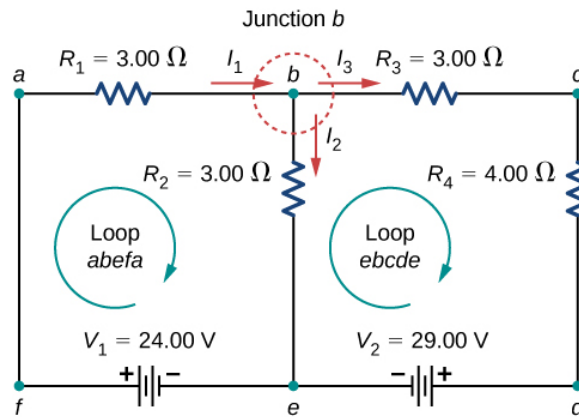 Junction b
R₁ = 3.00 Ω
I₁
I₃
R₃ = 3.00 Ω
a
b
c
I₂
R₂ = 3.00 Ω
R₄ = 4.00 Ω
Loop
abefa
Loop
ebcde
V₁ = 24.00 V
V₂ = 29.00 V
+
−
−
+
f
e
d